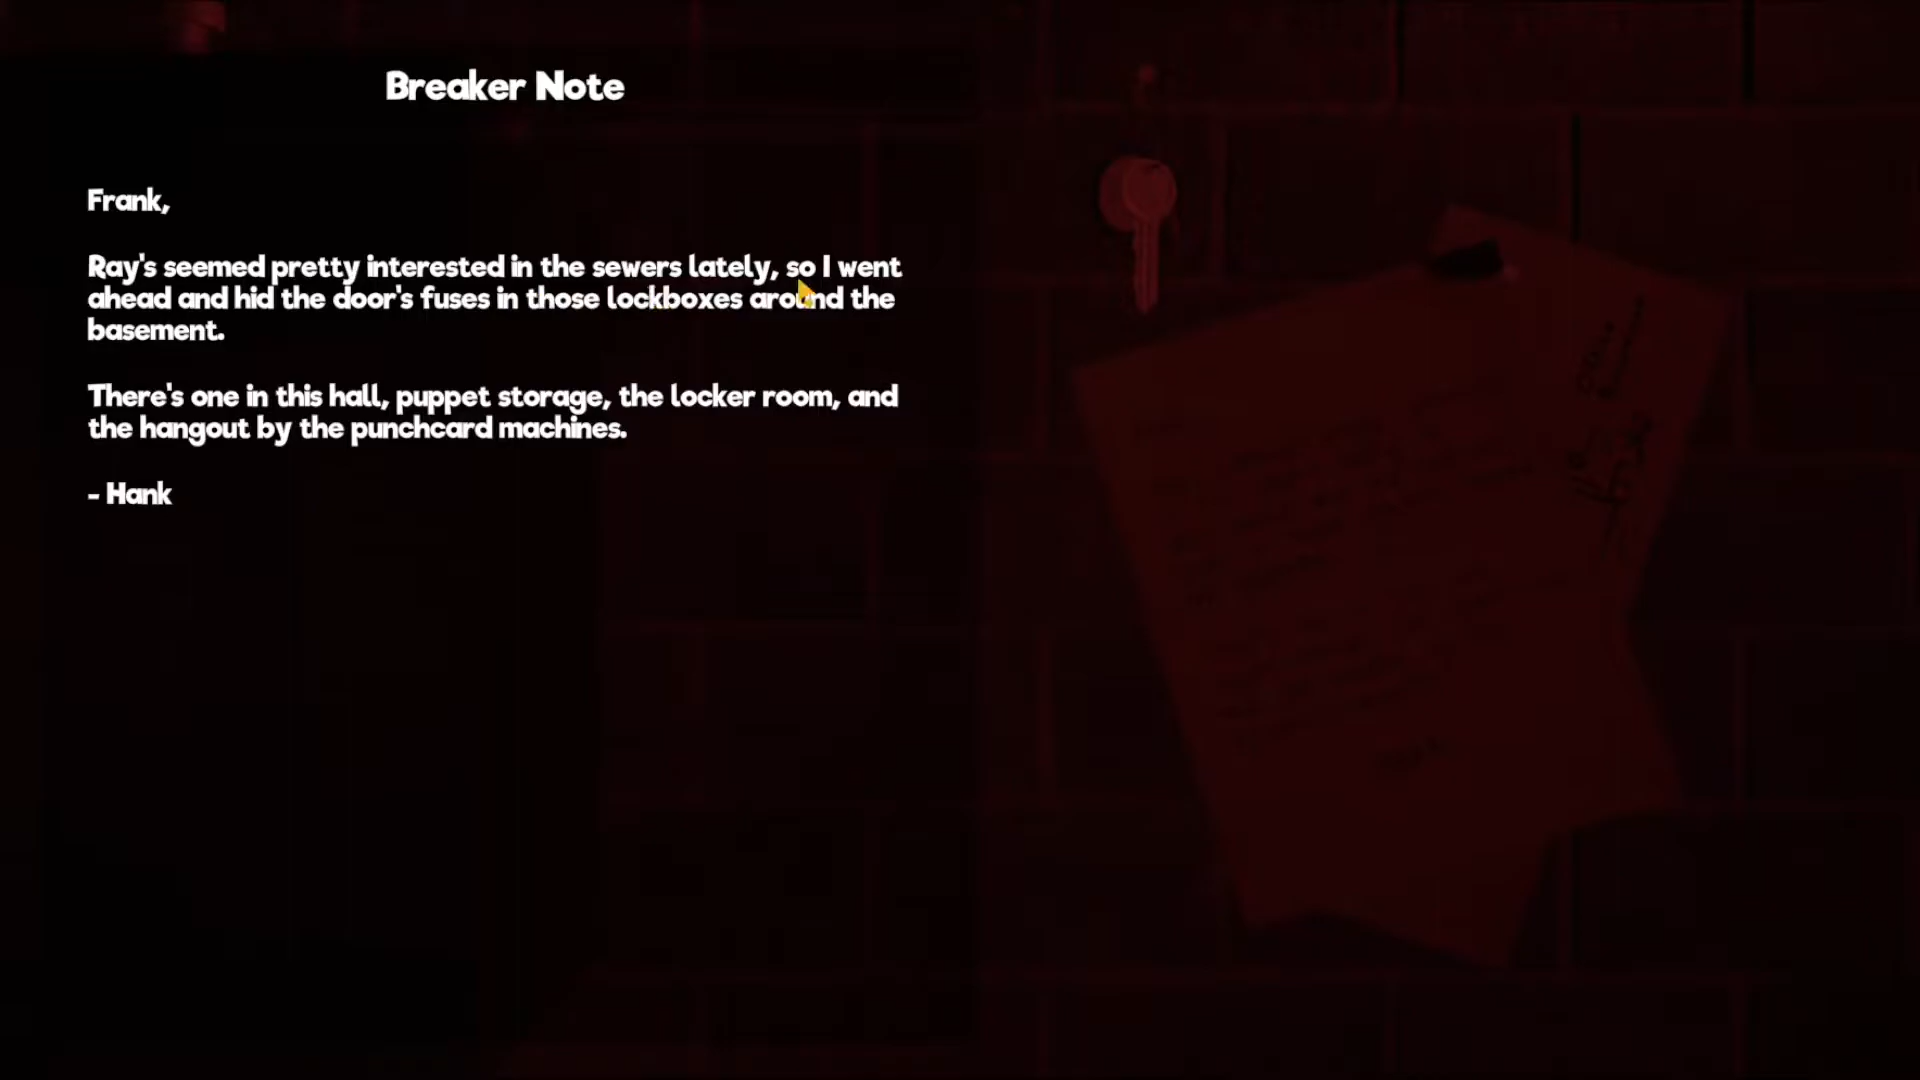 Breaker Note
Frank,
Ray's seemed pretty interested in the sewers lately, so I went
ahead and hid the door's fuses in those lockboxes around the
basement.
There's one in this hall, puppet storage, the locker room, and
the hangout by the punchcard machines.
- Hank